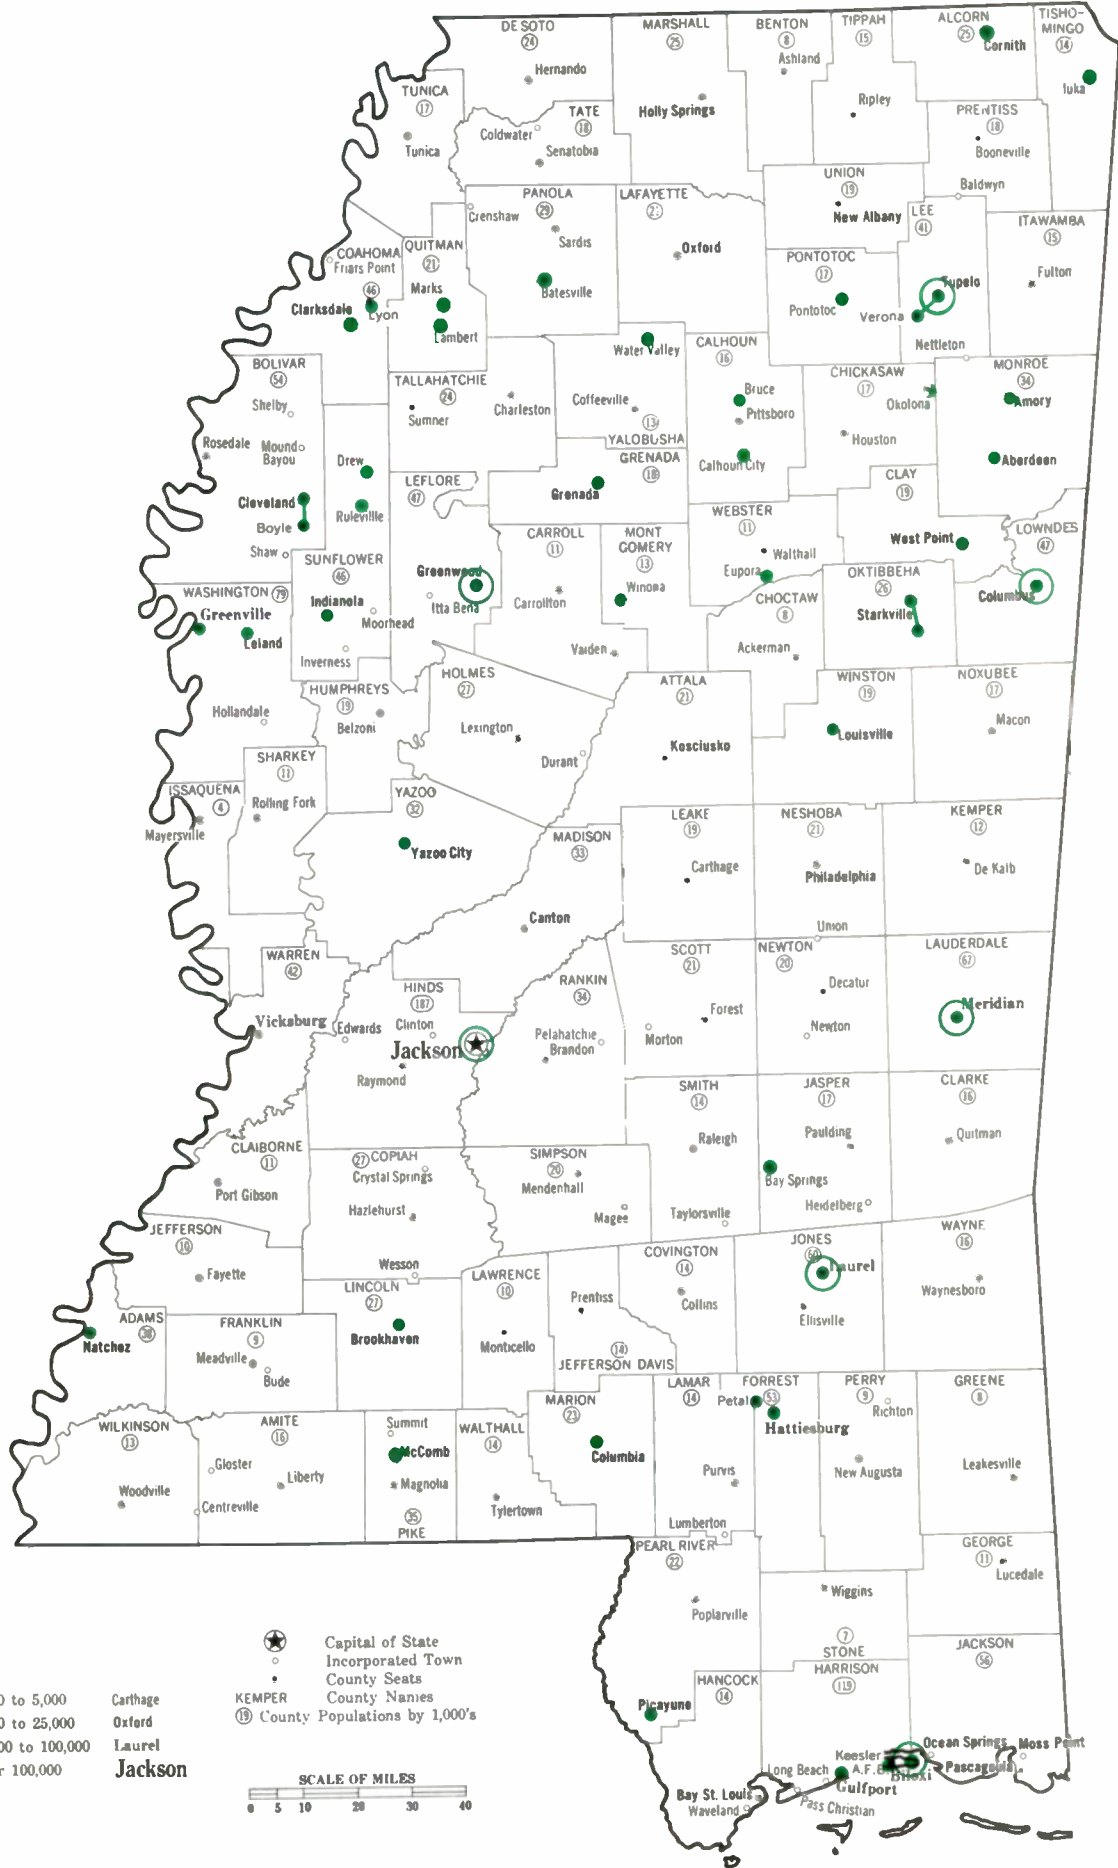 DE SOTO
24
Hernando
MARSHALL
25
Holly Springs
BENTON
8
Ashland
TIPPAH
15
Ripley
ALCORN
25
Cornith
TISHO-
MINGO
14
Iuka
TUNICA
17
Tunica
TATE
18
Coldwater
Senatobia
PRENTISS
18
Booneville
Baldwyn
PANOLA
29
Crenshaw
Sardis
Batesville
LAFAYETTE
Oxford
UNION
19
New Albany
LEE
41
Tupelo
Verona
Nettleton
ITAWAMBA
15
Fulton
COAHOMA
Friars Point
46
Clarksdale
Lyon
QUITMAN
21
Marks
Lambert
PONTOTOC
17
Pontotoc
Water Valley
CALHOUN
16
Bruce
Pittsboro
Calhoun City
CHICKASAW
17
Okolona
Houston
MONROE
34
Amory
Aberdeen
BOLIVAR
54
Shelby
Rosedale
Mound
Bayou
Cleveland
Boyle
Shaw
TALLAHATCHIE
24
Sumner
Charleston
Coffeeville
13
YALOBUSHA
GRENADA
18
Grenada
Drew
Ruleville
LEFLORE
47
CLAY
19
West Point
WEBSTER
11
Walthall
Eupora
LOWNDES
47
Columbus
SUNFLOWER
46
Indianola
Moorhead
Inverness
Greenwood
Itta Bena
CARROLL
11
Carrollton
Vaiden
MONT
GOMERY
13
Winona
CHOCTAW
8
Ackerman
OKTIBBEHA
26
Starkville
WASHINGTON 79
Greenville
Leland
Hollandale
HUMPHREYS
19
Belzoni
HOLMES
27
Lexington
Durant
ATTALA
21
Kosciusko
WINSTON
19
Louisville
NOXUBEE
17
Macon
SHARKEY
11
Rolling Fork
ISSAQUENA
4
Mayersville
YAZOO
32
Yazoo City
MADISON
33
Canton
LEAKE
19
Carthage
NESHOBA
21
Philadelphia
Union
KEMPER
12
De Kalb
WARREN
42
Vicksburg
HINDS
187
Edwards
Clinton
Jackson
Raymond
RANKIN
34
Pelahatchie
Brandon
SCOTT
21
Forest
Morton
NEWTON
20
Decatur
Newton
LAUDERDALE
67
Meridian
SMITH
14
Raleigh
Taylorsville
JASPER
17
Paulding
Bay Springs
Heidelberg
CLARKE
16
Quitman
CLAIBORNE
11
Port Gibson
27 COPIAH
Crystal Springs
Hazlehurst
Wesson
SIMPSON
20
Mendenhall
Magee
JEFFERSON
10
Fayette
COVINGTON
14
Collins
JONES
60
Laurel
Ellisville
WAYNE
16
Waynesboro
ADAMS
38
Natchez
FRANKLIN
9
Meadville
Bude
LINCOLN
27
Brookhaven
LAWRENCE
10
Monticello
Prentiss
14
JEFFERSON DAVIS
WILKINSON
13
Woodville
AMITE
16
Gloster
Liberty
Centreville
Summit
McComb
Magnolia
35
PIKE
WALTHALL
14
Tylertown
MARION
23
Columbia
LAMAR
14
Purvis
Lumberton
FORREST
53
Petal
Hattiesburg
PERRY
9
Richton
New Augusta
GREENE
8
Leakesville
PEARL RIVER
22
Poplarville
Picayune
Wiggins
7
STONE
GEORGE
11
Lucedale
HANCOCK
14
Bay St. Louis
Waveland
HARRISON
119
Long Beach
Pass Christian
Gulfport
Keesler
A.F.B.
Biloxi
JACKSON
56
Ocean Springs
Moss Point
Pascagoula
Capital of State
Incorporated Town
County Seats
KEMPER County Names
19 County Populations by 1,000's
0 to 5,000 Carthage
0 to 25,000 Oxford
00 to 100,000 Laurel
r 100,000 Jackson
SCALE OF MILES
0 5 10 20 30 40